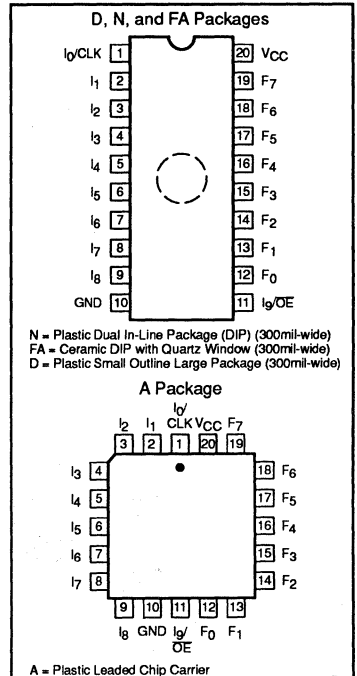 D, N, and FA Packages
I0/CLK 1 20 VCC
I1 2 19 F7
I2 3 18 F6
I3 4 17 F5
I4 5 16 F4
I5 6 15 F3
I6 7 14 F2
I7 8 13 F1
I8 9 12 F0
GND 10 11 I9/O̅E̅
N = Plastic Dual In-Line Package (DIP) (300mil-wide)
FA = Ceramic DIP with Quartz Window (300mil-wide)
D = Plastic Small Outline Large Package (300mil-wide)
A Package
I0/
I2 I1 CLK VCC F7
3 2 1 20 19
I3 4 18 F6
I4 5 17 F5
I5 6 16 F4
I6 7 15 F3
I7 8 14 F2
9 10 11 12 13
I8 GND I9/ F0 F1
O̅E̅
A = Plastic Leaded Chip Carrier